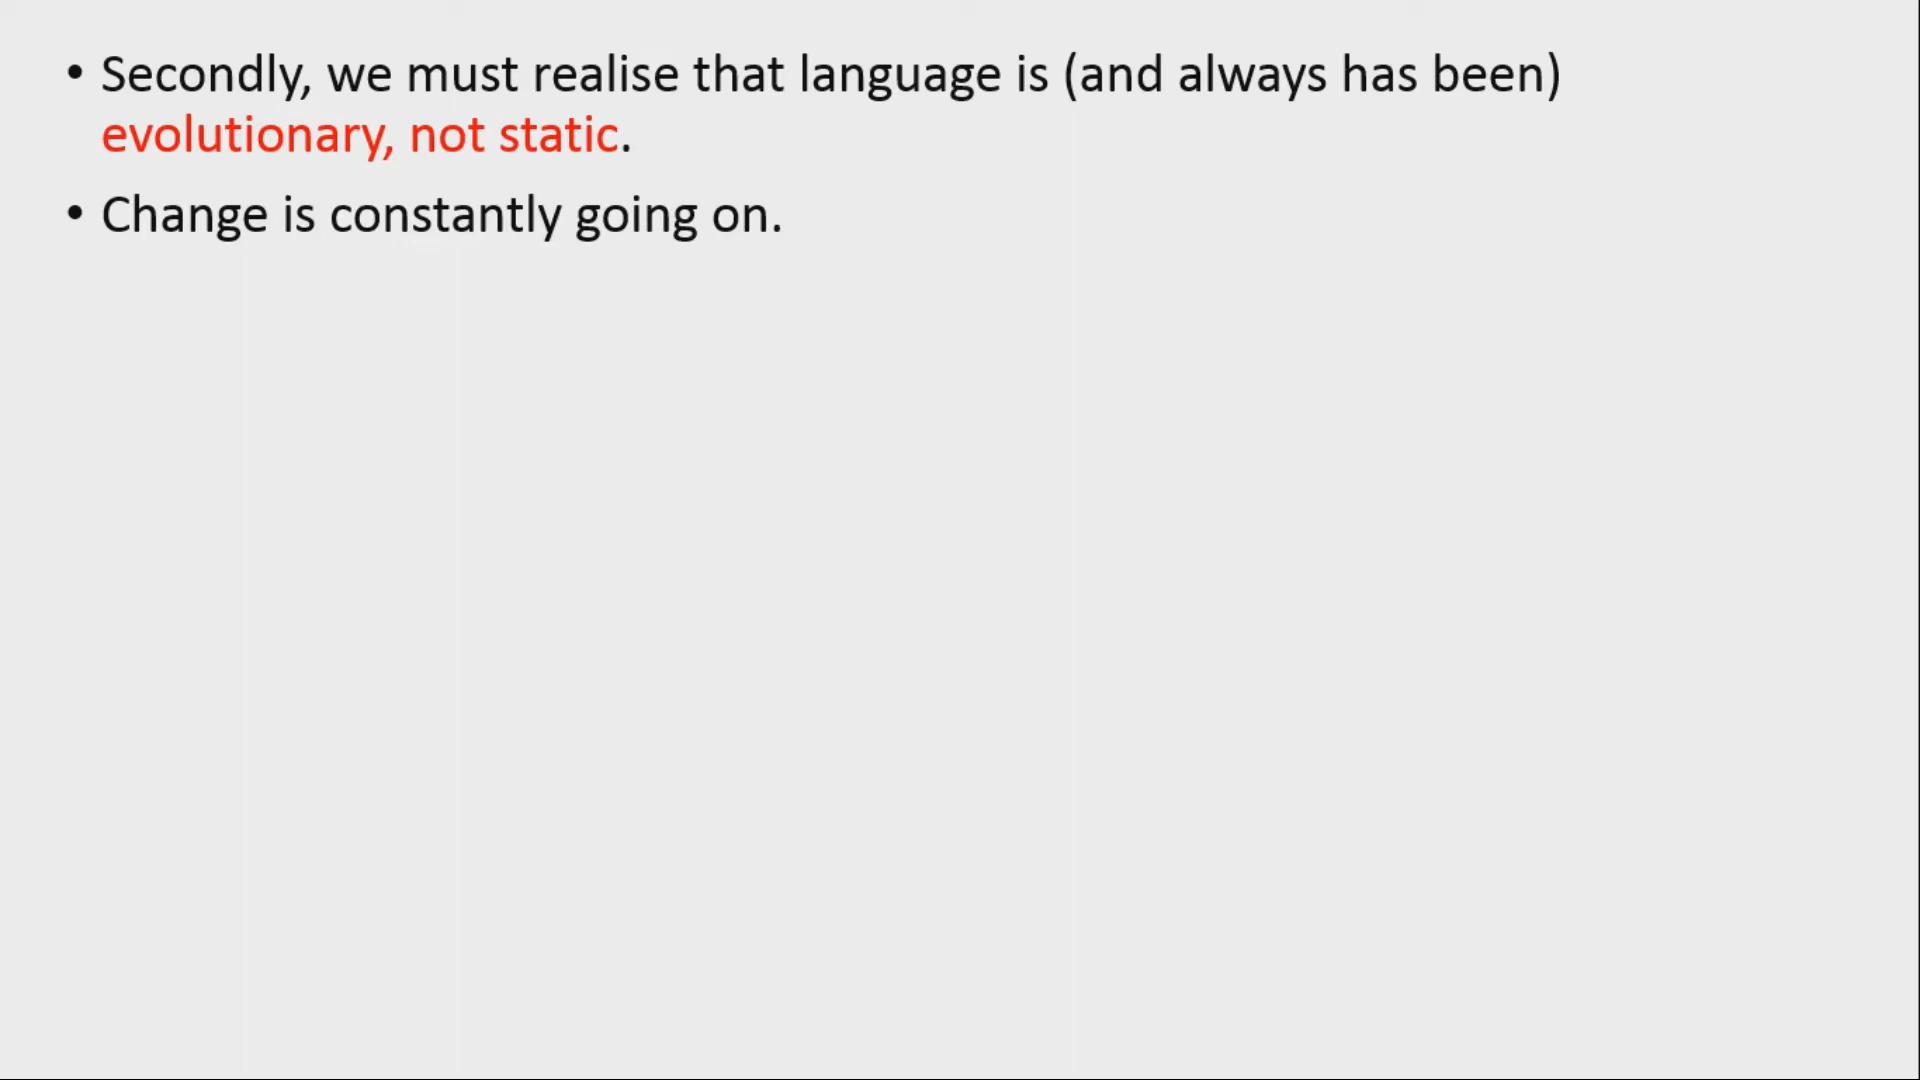 • Secondly, we must realise that language is (and always has been)
evolutionary, not static.
• Change is constantly going on.